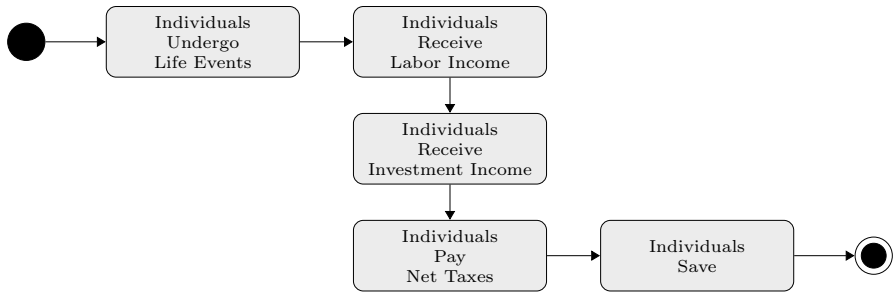 Individuals
Undergo
Life Events
Individuals
Receive
Labor Income
Individuals
Receive
Investment Income
Individuals
Pay
Net Taxes
Individuals
Save